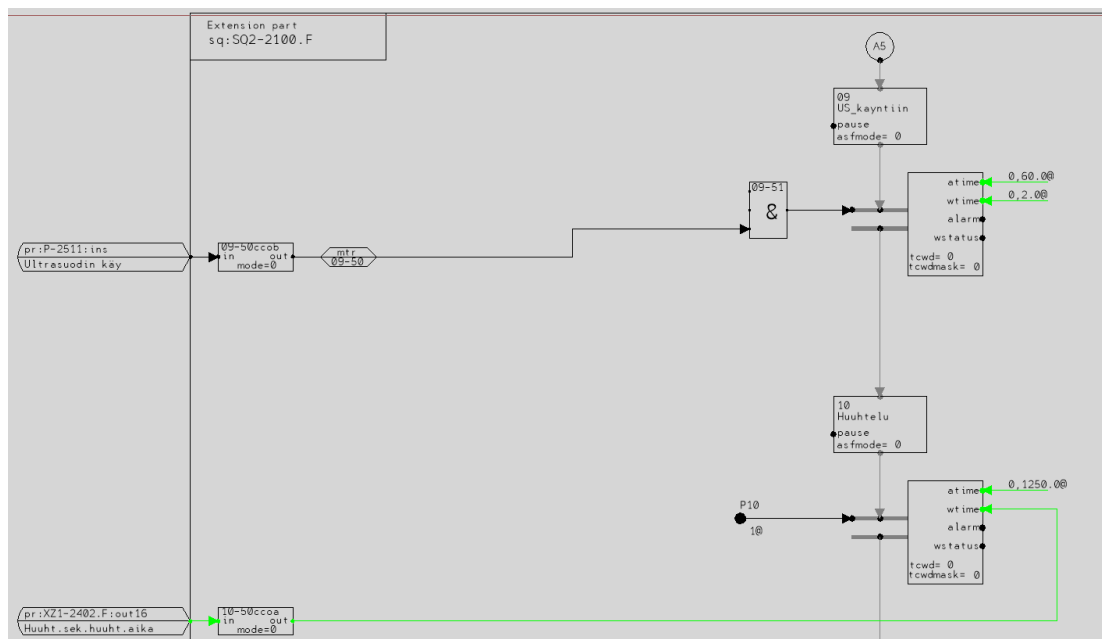 Extension part
sq:SQ2-2100.F
A5
09
US_kayntiin
pause
asfmode= 0
09-51
&
atime
0,60.0@
wtime
0,2.0@
alarm
wstatus
tcwd= 0
tcwdmask= 0
pr:P-2511:ins
Ultrasuodin käy
09-50ccob
in out
mode=0
mtr
09-50
10
Huuhtelu
pause
asfmode= 0
P10
1@
atime
0,1250.0@
wtime
alarm
wstatus
tcwd= 0
tcwdmask= 0
pr:XZ1-2402.F:out16
Huuht.sek.huuht.aika
10-50ccoa
in out
mode=0